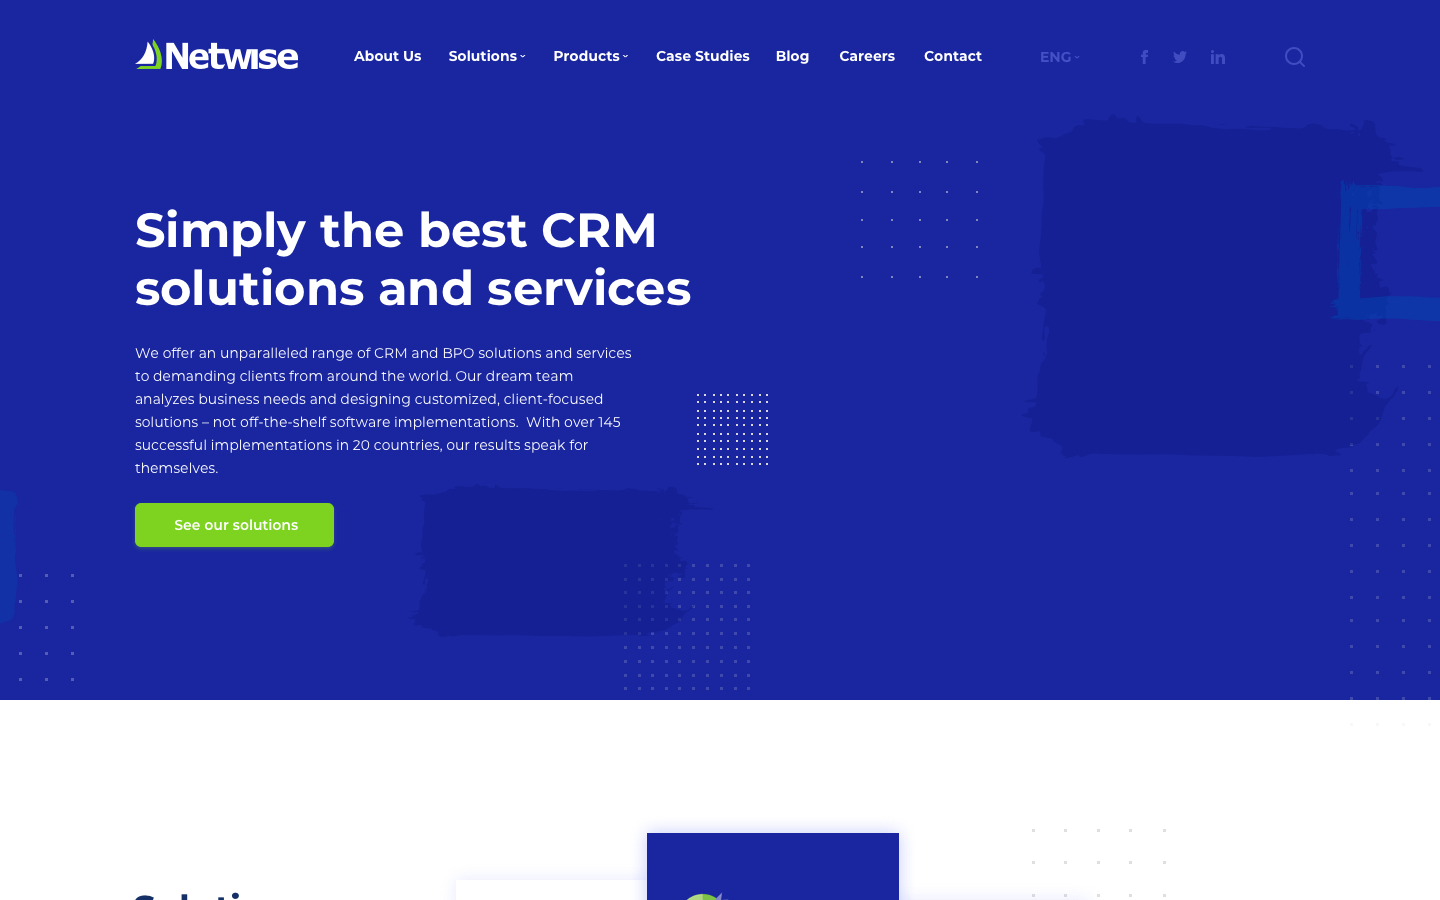 Netwise
About Us
Solutions
Products
Case Studies
Blog
Careers
Contact
ENG
Simply the best CRM
solutions and services
We offer an unparalleled range of CRM and BPO solutions and services
to demanding clients from around the world. Our dream team
analyzes business needs and designing customized, client-focused
solutions – not off-the-shelf software implementations.  With over 145
successful implementations in 20 countries, our results speak for
themselves.
See our solutions